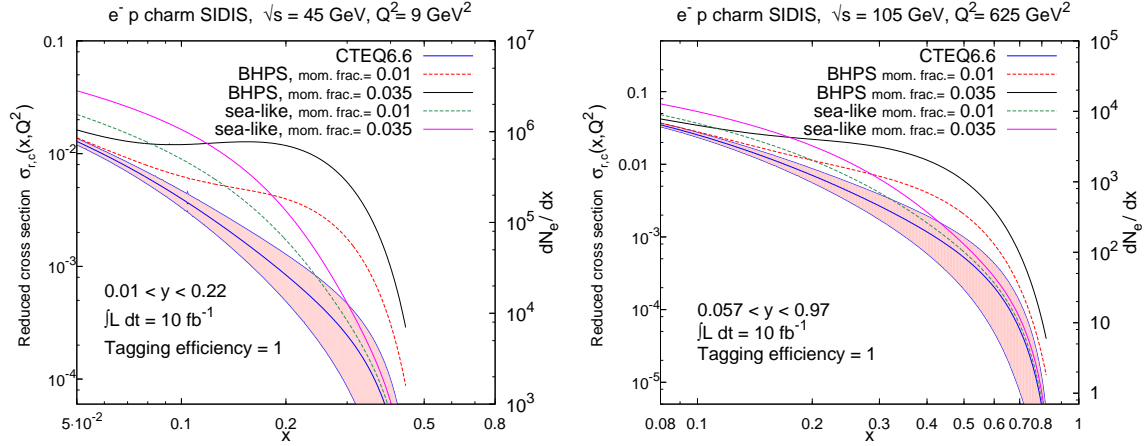 e⁻ p charm SIDIS, √s = 45 GeV, Q²= 9 GeV²
0.1
10⁻²
10⁻³
10⁻⁴
Reduced cross section σr,c(x,Q²)
CTEQ6.6
BHPS, mom. frac.= 0.01
BHPS, mom. frac.= 0.035
sea-like, mom. frac.= 0.01
sea-like, mom. frac.= 0.035
0.01 < y < 0.22
∫L dt = 10 fb⁻¹
Tagging efficiency = 1
10⁷
10⁶
10⁵
10⁴
10³
dNe/ dx
5·10⁻² 0.1 0.2 0.4 0.8
x
e⁻ p charm SIDIS, √s = 105 GeV, Q²= 625 GeV²
0.1
0.01
10⁻³
10⁻⁴
10⁻⁵
Reduced cross section σr,c(x,Q²)
CTEQ6.6
BHPS, mom. frac.= 0.01
BHPS mom. frac.= 0.035
sea-like mom. frac.= 0.01
sea-like mom. frac.= 0.035
0.057 < y < 0.97
∫L dt = 10 fb⁻¹
Tagging efficiency = 1
10⁵
10⁴
10³
10²
10
1
dNe/ dx
0.08 0.1 0.2 0.3 0.4 0.5 0.6 0.7 0.8 1
x